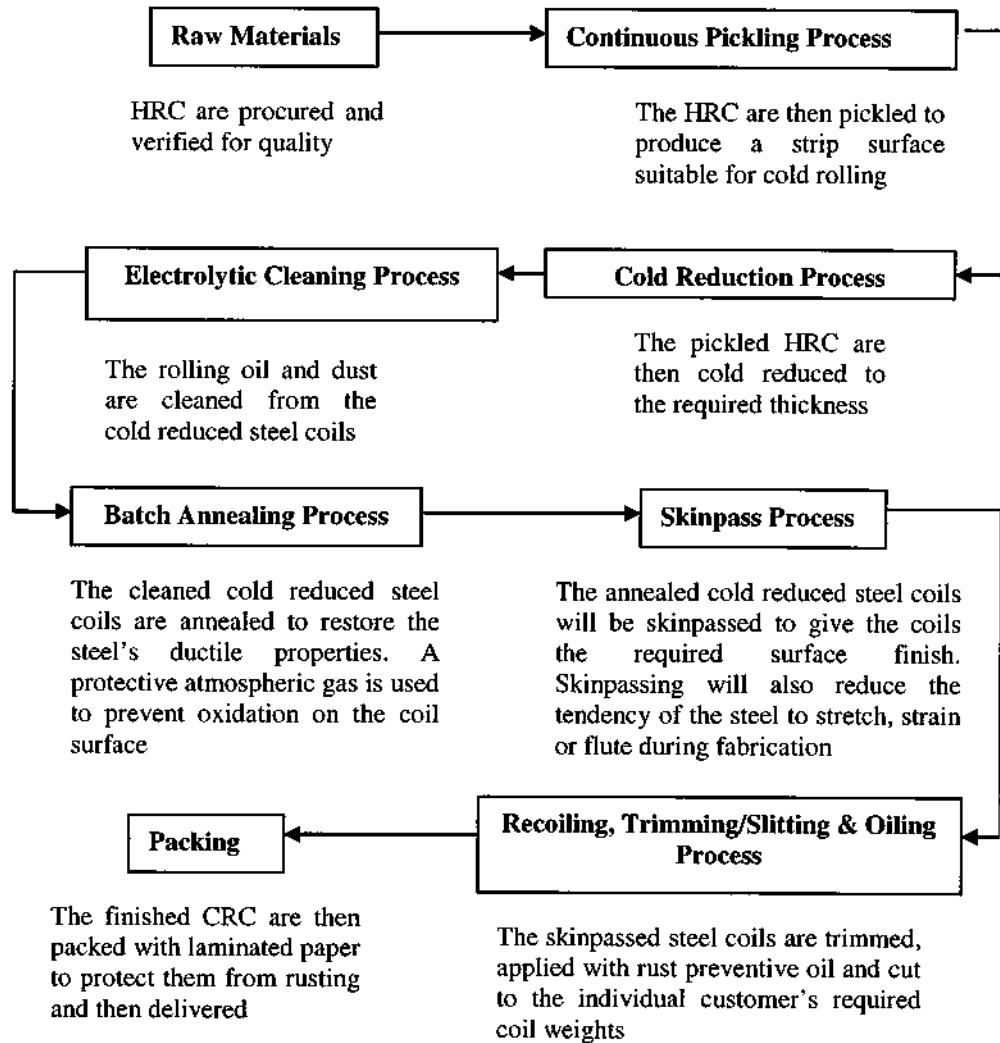 Raw Materials
Continuous Pickling Process
HRC are procured and
verified for quality
The HRC are then pickled to
produce a strip surface
suitable for cold rolling
Electrolytic Cleaning Process
Cold Reduction Process
The rolling oil and dust
are cleaned from the
cold reduced steel coils
The pickled HRC are
then cold reduced to
the required thickness
Batch Annealing Process
Skinpass Process
The cleaned cold reduced steel
coils are annealed to restore the
steel's ductile properties. A
protective atmospheric gas is used
to prevent oxidation on the coil
surface
The annealed cold reduced steel coils
will be skinpassed to give the coils
the required surface finish.
Skinpassing will also reduce the
tendency of the steel to stretch, strain
or flute during fabrication
Packing
Recoiling, Trimming/Slitting & Oiling
Process
The finished CRC are then
packed with laminated paper
to protect them from rusting
and then delivered
The skinpassed steel coils are trimmed,
applied with rust preventive oil and cut
to the individual customer's required
coil weights